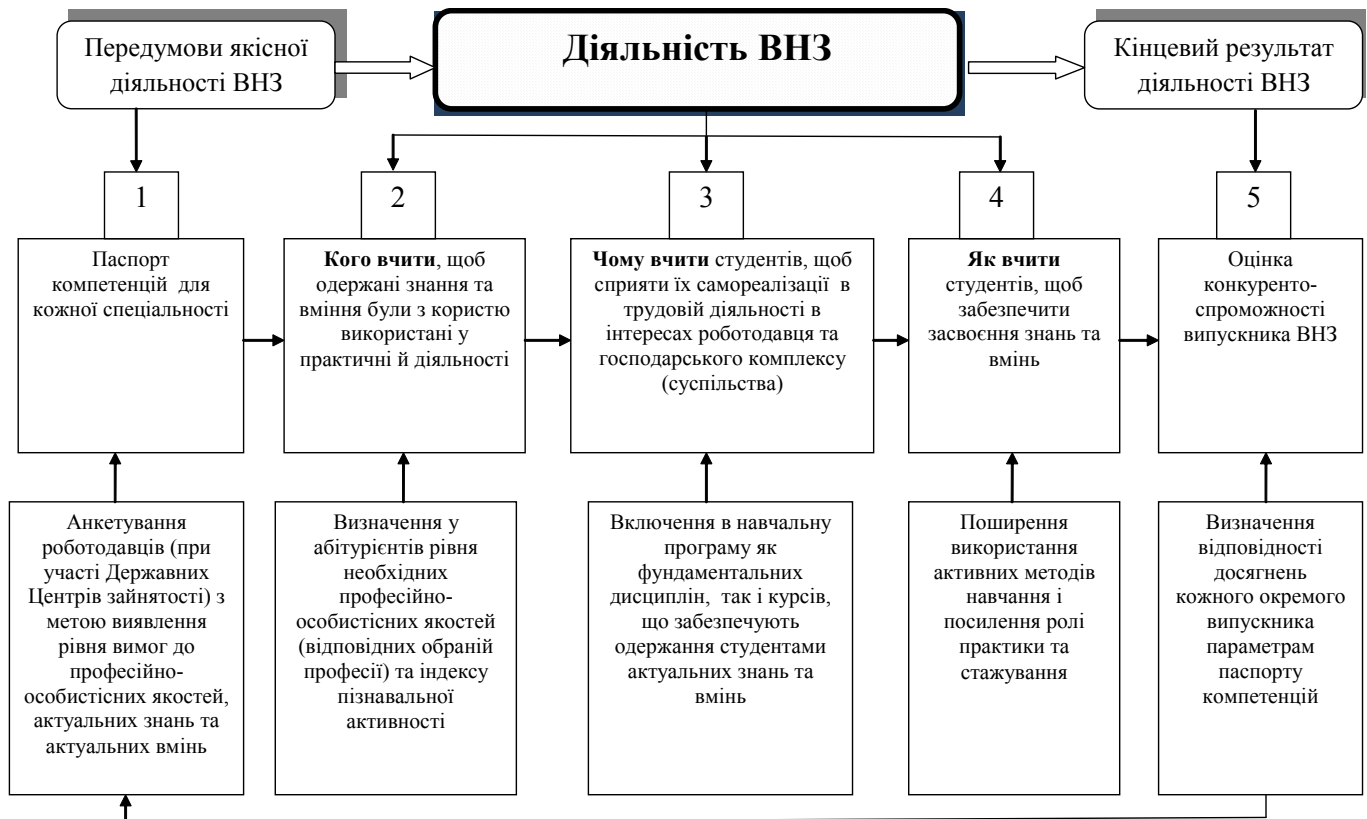 Передумови якісної
діяльності ВНЗ
Діяльність ВНЗ
Кінцевий результат
діяльності ВНЗ
1
2
3
4
5
Паспорт
компетенцій для
кожної спеціальності
Кого вчити, щоб
одержані знання та
вміння були з користю
використані у
практичні й діяльності
Чому вчити студентів, щоб
сприяти їх самореалізації в
трудовій діяльності в
інтересах роботодавця та
господарського комплексу
(суспільства)
Як вчити
студентів, щоб
забезпечити
засвоєння знань та
вмінь
Оцінка
конкуренто-
спроможності
випускника ВНЗ
Анкетування
роботодавців (при
участі Державних
Центрів зайнятості) з
метою виявлення
рівня вимог до
професійно-
особистісних якостей,
актуальних знань та
актуальних вмінь
Визначення у
абітурієнтів рівня
необхідних
професійно-
особистісних якостей
(відповідних обраній
професії) та індексу
пізнавальної
активності
Включення в навчальну
програму як
фундаментальних
дисциплін, так і курсів,
що забезпечують
одержання студентами
актуальних знань та
вмінь
Поширення
використання
активних методів
навчання і
посилення ролі
практики та
стажування
Визначення
відповідності
досягнень
кожного окремого
випускника
параметрам
паспорту
компетенцій